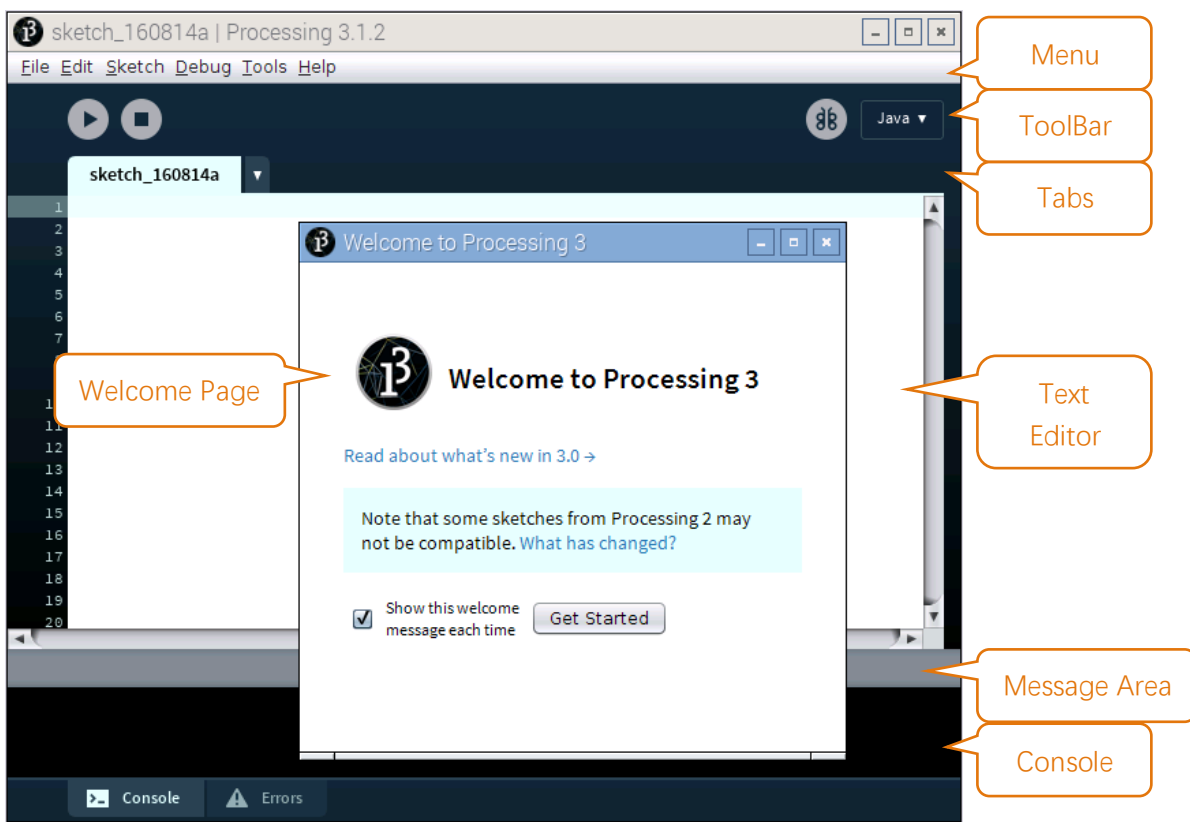 sketch_160814a | Processing 3.1.2
File Edit Sketch Debug Tools Help
Menu
Java ▼
ToolBar
sketch_160814a ▼
Tabs
1
2
3
4
5
6
7
11
12
13
14
15
16
17
18
19
20
Welcome to Processing 3
Welcome Page
Welcome to Processing 3
Text
Editor
Read about what's new in 3.0 →
Note that some sketches from Processing 2 may
not be compatible. What has changed?
Show this welcome
message each time
Get Started
Message Area
Console
Console
Errors